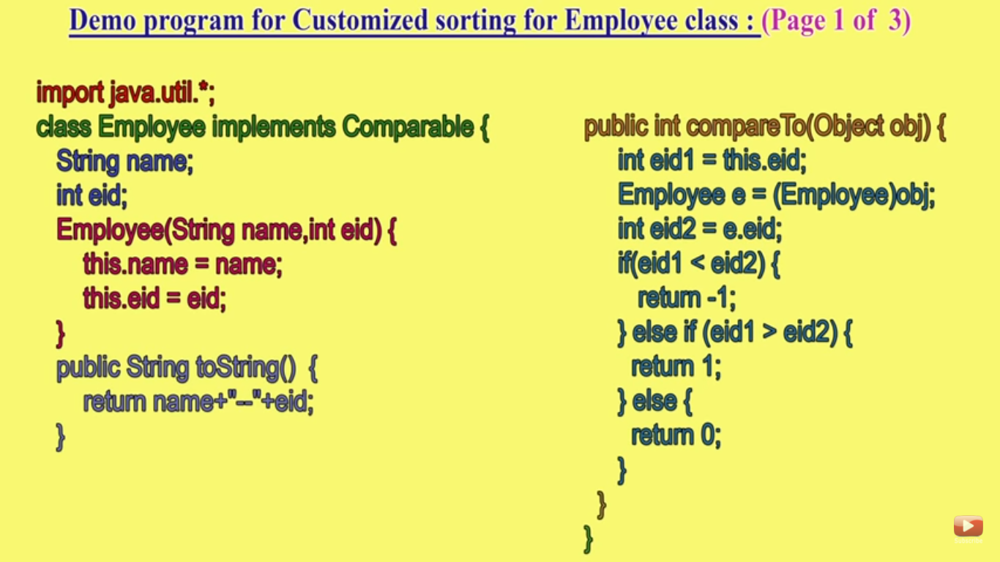 Demo program for Customized sorting for Employee class : (Page 1 of 3)
import java.util.*;
class Employee implements Comparable {
String name;
int eid;
Employee(String name,int eid) {
this.name = name;
this.eid = eid;
}
public String toString() {
return name+"--"+eid;
}
public int compareTo(Object obj) {
int eid1 = this.eid;
Employee e = (Employee)obj;
int eid2 = e.eid;
if(eid1 < eid2) {
return -1;
} else if (eid1 > eid2) {
return 1;
} else {
return 0;
}
}
}